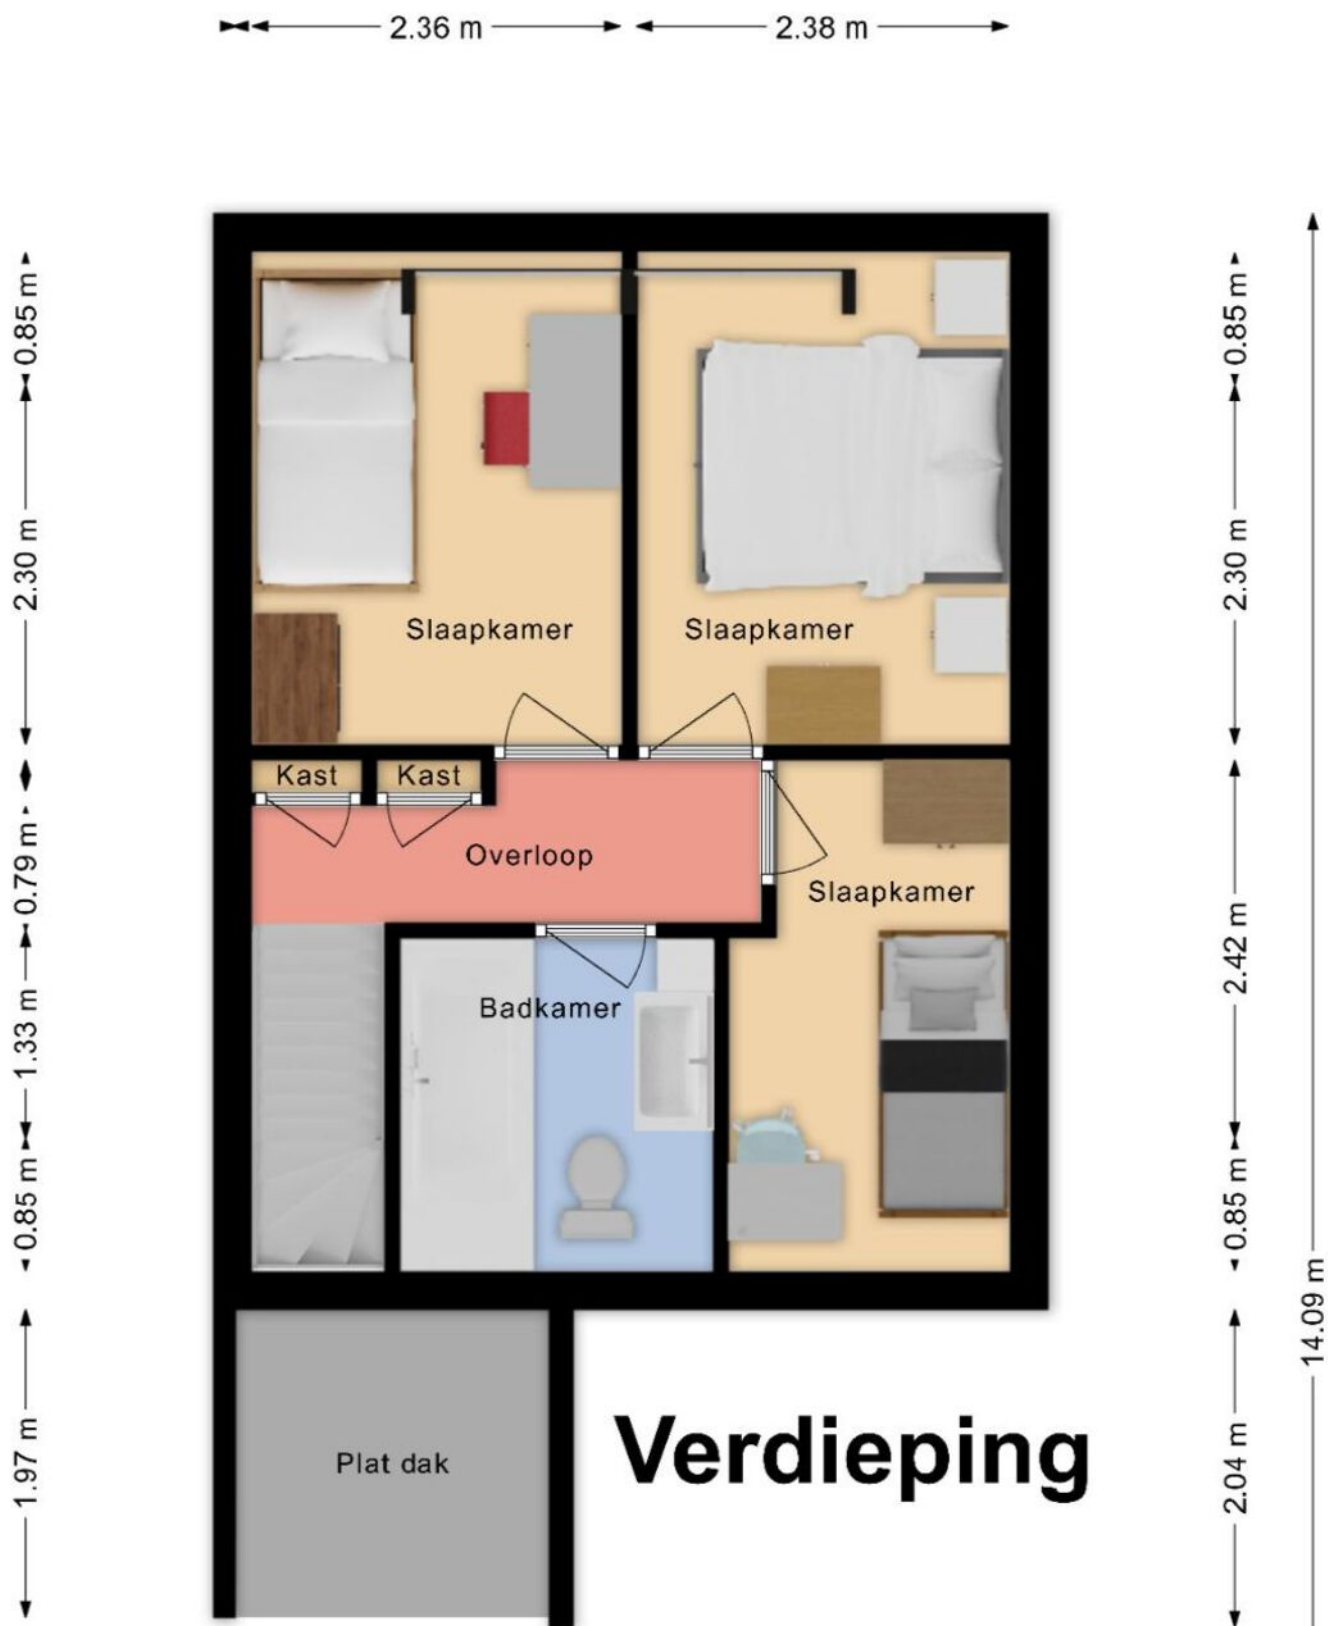 2.36 m
2.38 m
0.85 m
0.85 m
2.30 m
2.30 m
Slaapkamer
Slaapkamer
Kast
Kast
0.79 m
Overloop
Slaapkamer
2.42 m
Badkamer
1.33 m
0.85 m
0.85 m
14.09 m
Plat dak
Verdieping
1.97 m
2.04 m